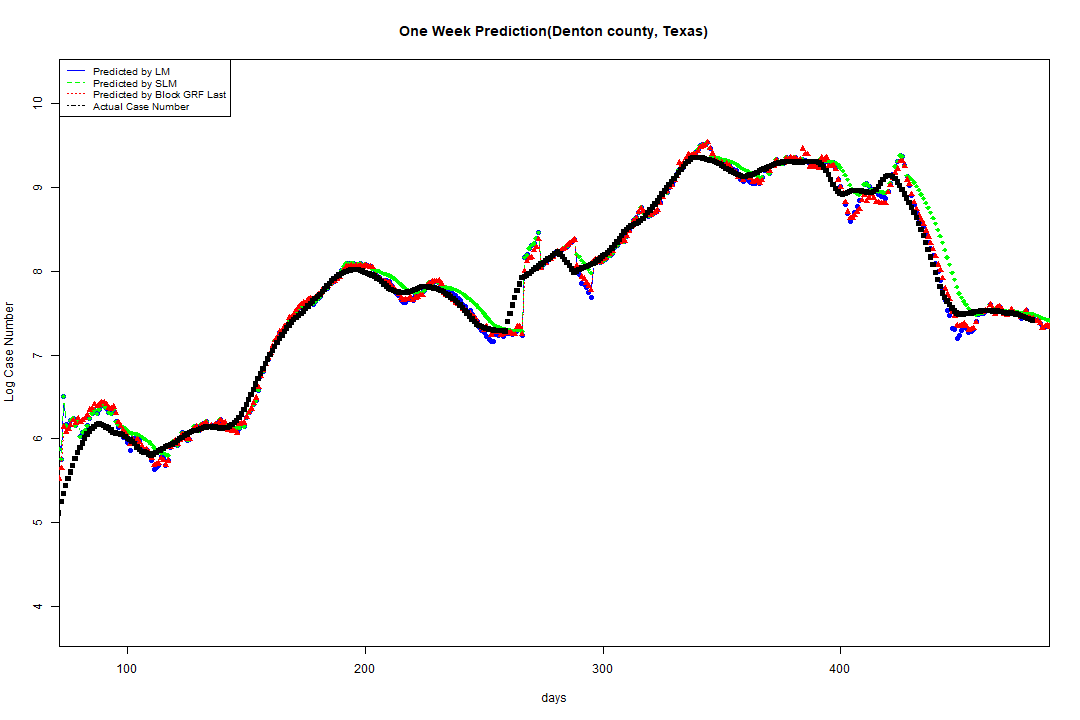 One Week Prediction(Denton county, Texas)
Predicted by LM
Predicted by SLM
Predicted by Block GRF Last
Actual Case Number
10
9
8
7
6
5
4
Log Case Number
100 200 300 400
days